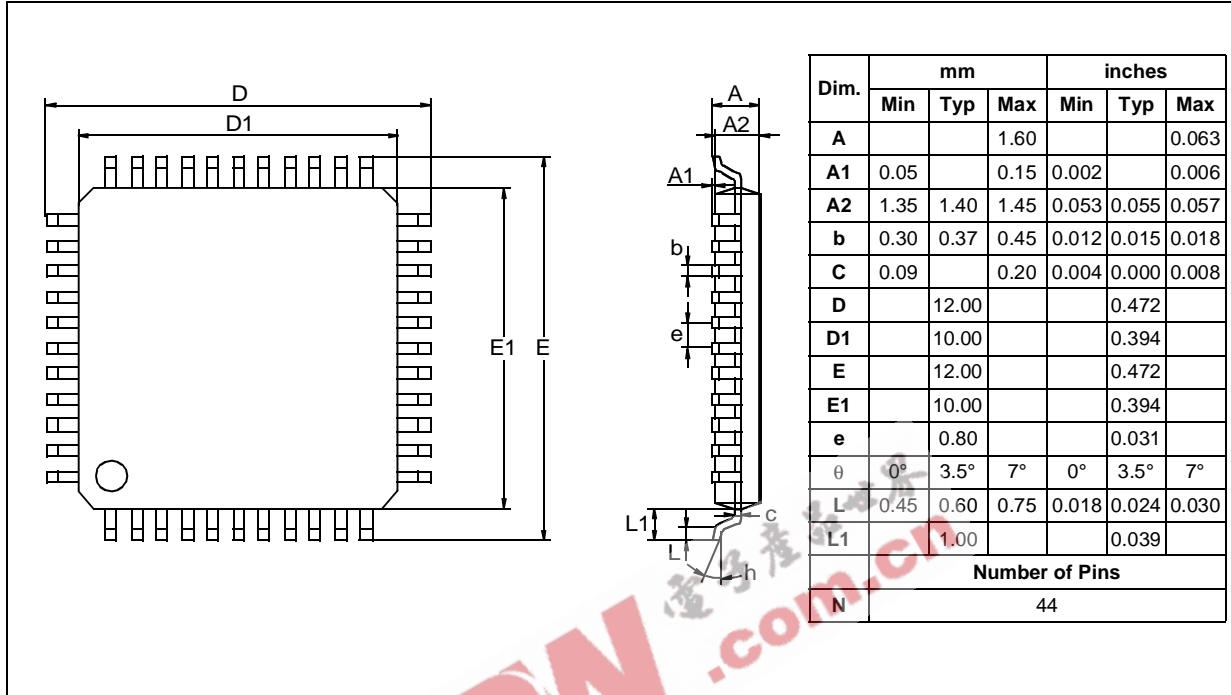 D
D1
E1
E
A
A2
A1
b
e
L1
c
L
h
Dim. mm inches
Min Typ Max Min Typ Max
A 1.60 0.063
A1 0.05 0.15 0.002 0.006
A2 1.35 1.40 1.45 0.053 0.055 0.057
b 0.30 0.37 0.45 0.012 0.015 0.018
C 0.09 0.20 0.004 0.000 0.008
D 12.00 0.472
D1 10.00 0.394
E 12.00 0.472
E1 10.00 0.394
e 0.80 0.031
θ 0° 3.5° 7° 0° 3.5° 7°
L 0.45 0.60 0.75 0.018 0.024 0.030
L1 1.00 0.039
Number of Pins
N 44
電子產品世界
.com.cn